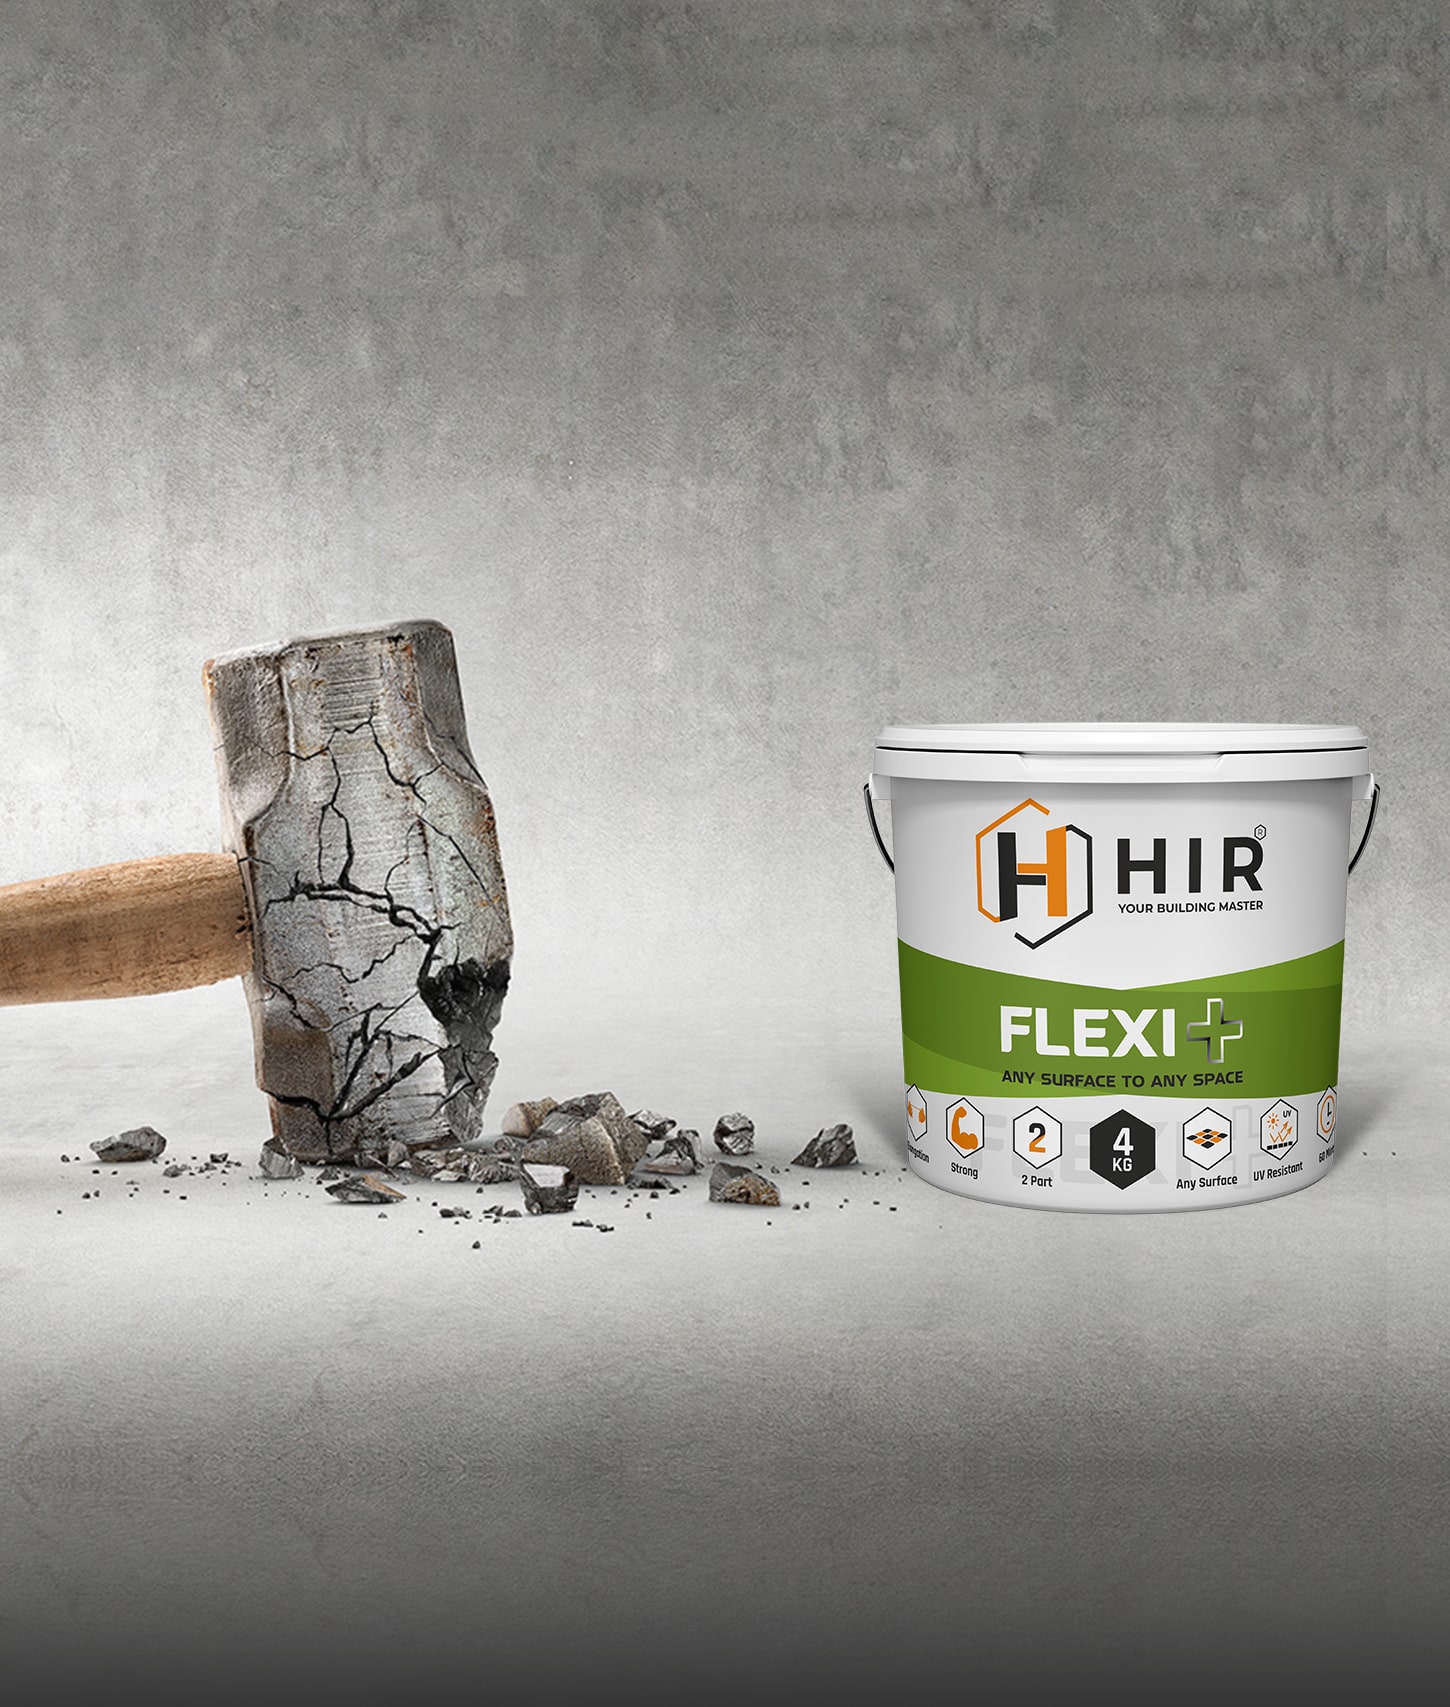 HIR
R
YOUR BUILDING MASTER
FLEXI+
ANY SURFACE TO ANY SPACE
Strong
2
2 Part
4
KG
Any Surface
UV
UV Resistant
60